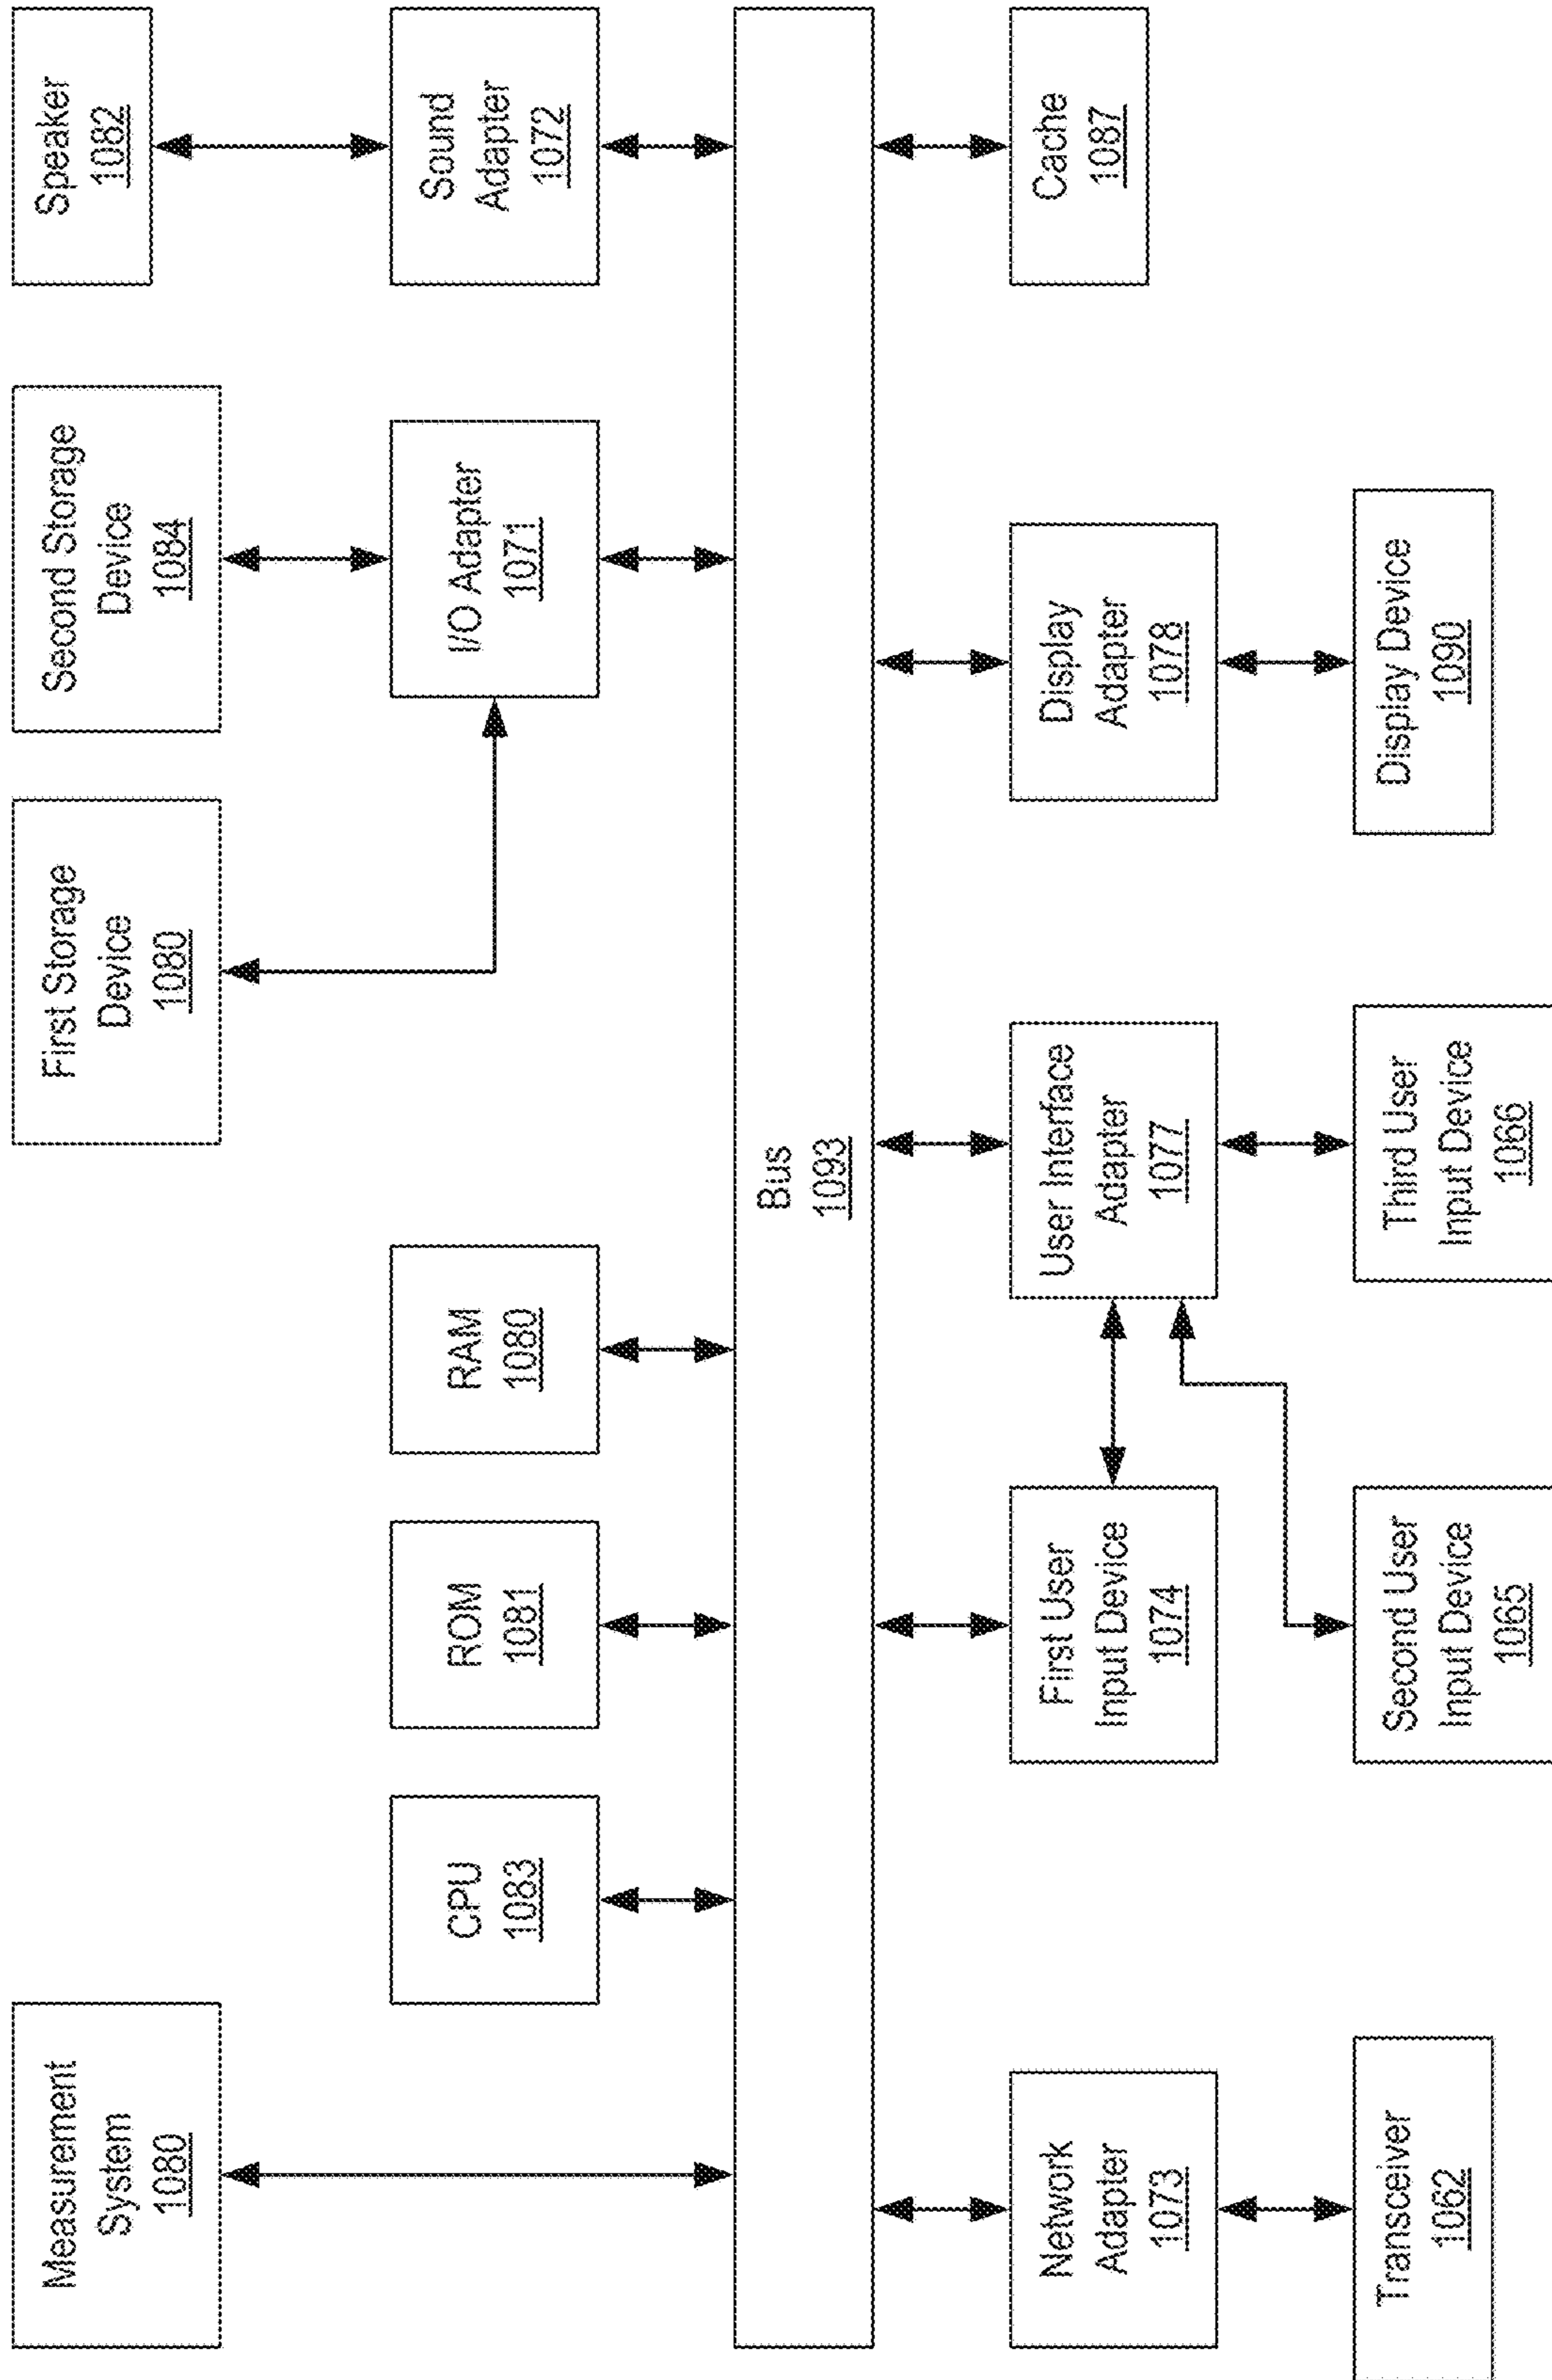 Measurement
System
1080
First Storage
Device
1080
Second Storage
Device
1084
Speaker
1082
CPU
1083
ROM
1081
RAM
1080
I/O Adapter
1071
Sound
Adapter
1072
Bus
1093
Network
Adapter
1073
First User
Input Device
1074
User Interface
Adapter
1077
Display
Adapter
1078
Cache
1087
Transceiver
1062
Second User
Input Device
1065
Third User
Input Device
1066
Display Device
1090